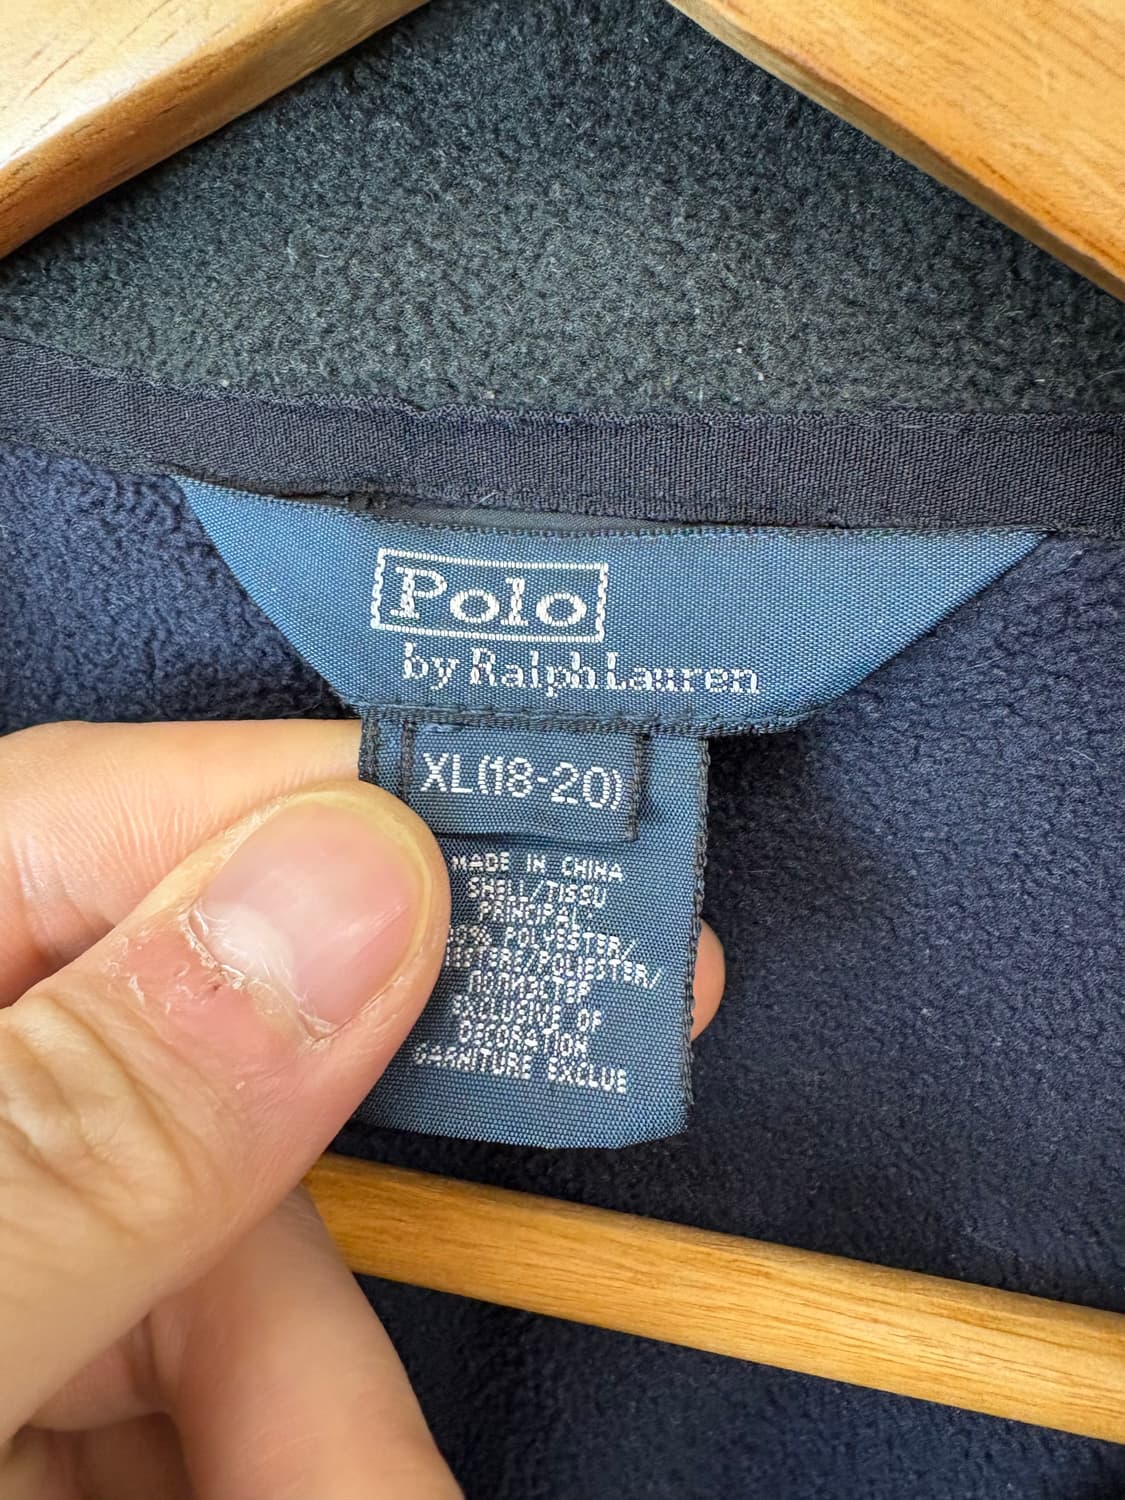 Polo
by Ralph Lauren
XL(18-20)
MADE IN CHINA
SHELL/TISSU
PRINCIPAL
POLYESTER/
POLYESTER/
EXCLUSIVE OF
DECORATION
GARNITURE EXCLUE